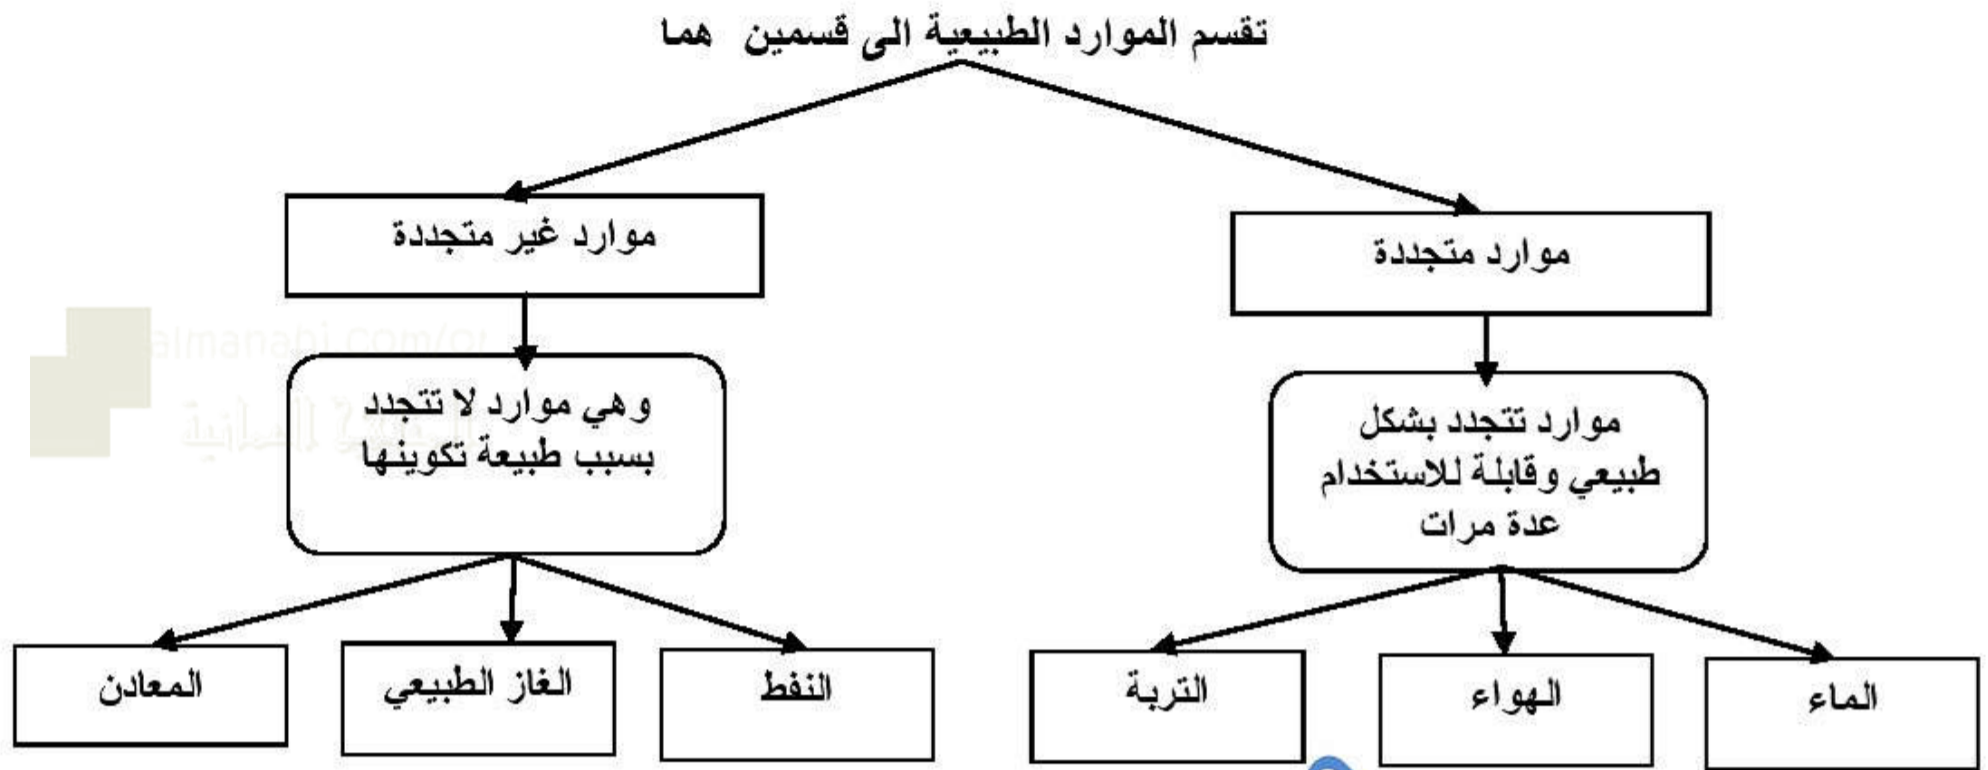 تقسم الموارد الطبيعية الى قسمين هما
موارد متجددة
موارد غير متجددة
موارد تتجدد بشكل
طبيعي وقابلة للاستخدام
عدة مرات
وهي موارد لا تتجدد
بسبب طبيعة تكوينها
الماء
الهواء
التربة
النفط
الغاز الطبيعي
المعادن